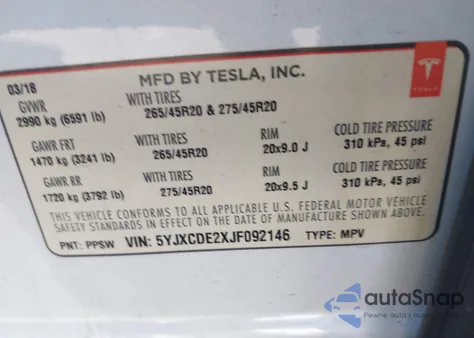 03/18 MFD BY TESLA, INC.
TESLA
GVWR WITH TIRES
2990 kg (6591 lb) 265/45R20 & 275/45R20
GAWR FRT WITH TIRES RIM COLD TIRE PRESSURE
1470 kg (3241 lb) 265/45R20 20x9.0 J 310 kPa, 45 psi
GAWR RR WITH TIRES RIM COLD TIRE PRESSURE
1720 kg (3792 lb) 275/45R20 20x9.5 J 310 kPa, 45 psi
THIS VEHICLE CONFORMS TO ALL APPLICABLE U.S. FEDERAL MOTOR VEHICLE
SAFETY STANDARDS IN EFFECT ON THE DATE OF MANUFACTURE SHOWN ABOVE.
PNT: PPSW VIN: 5YJXCDE2XJF092146 TYPE: MPV
autaSnap
Pewne auta z aukcji